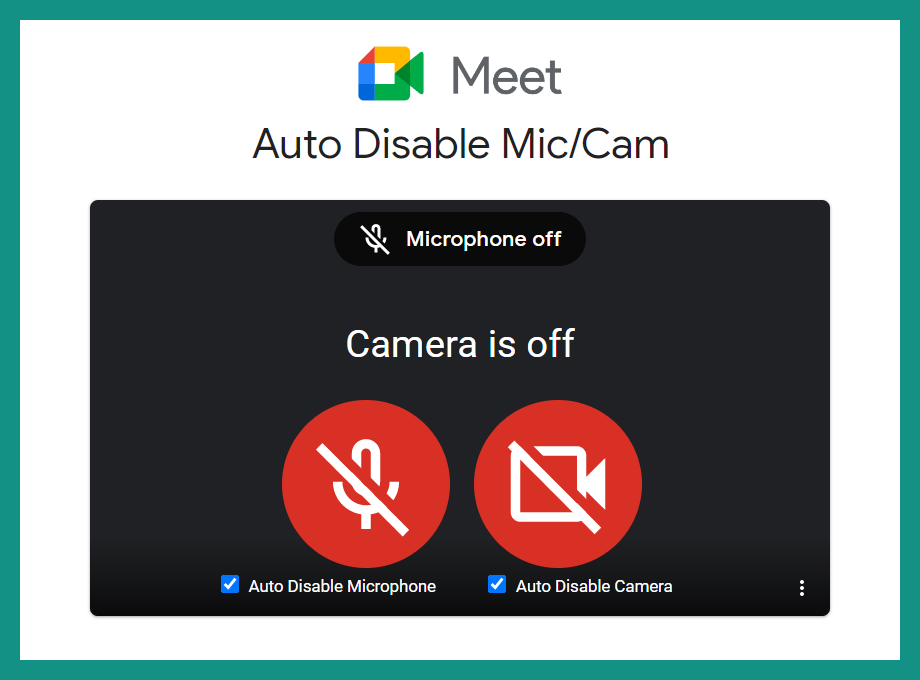 Meet
Auto Disable Mic/Cam
Microphone off
Camera is off
Auto Disable Microphone
Auto Disable Camera